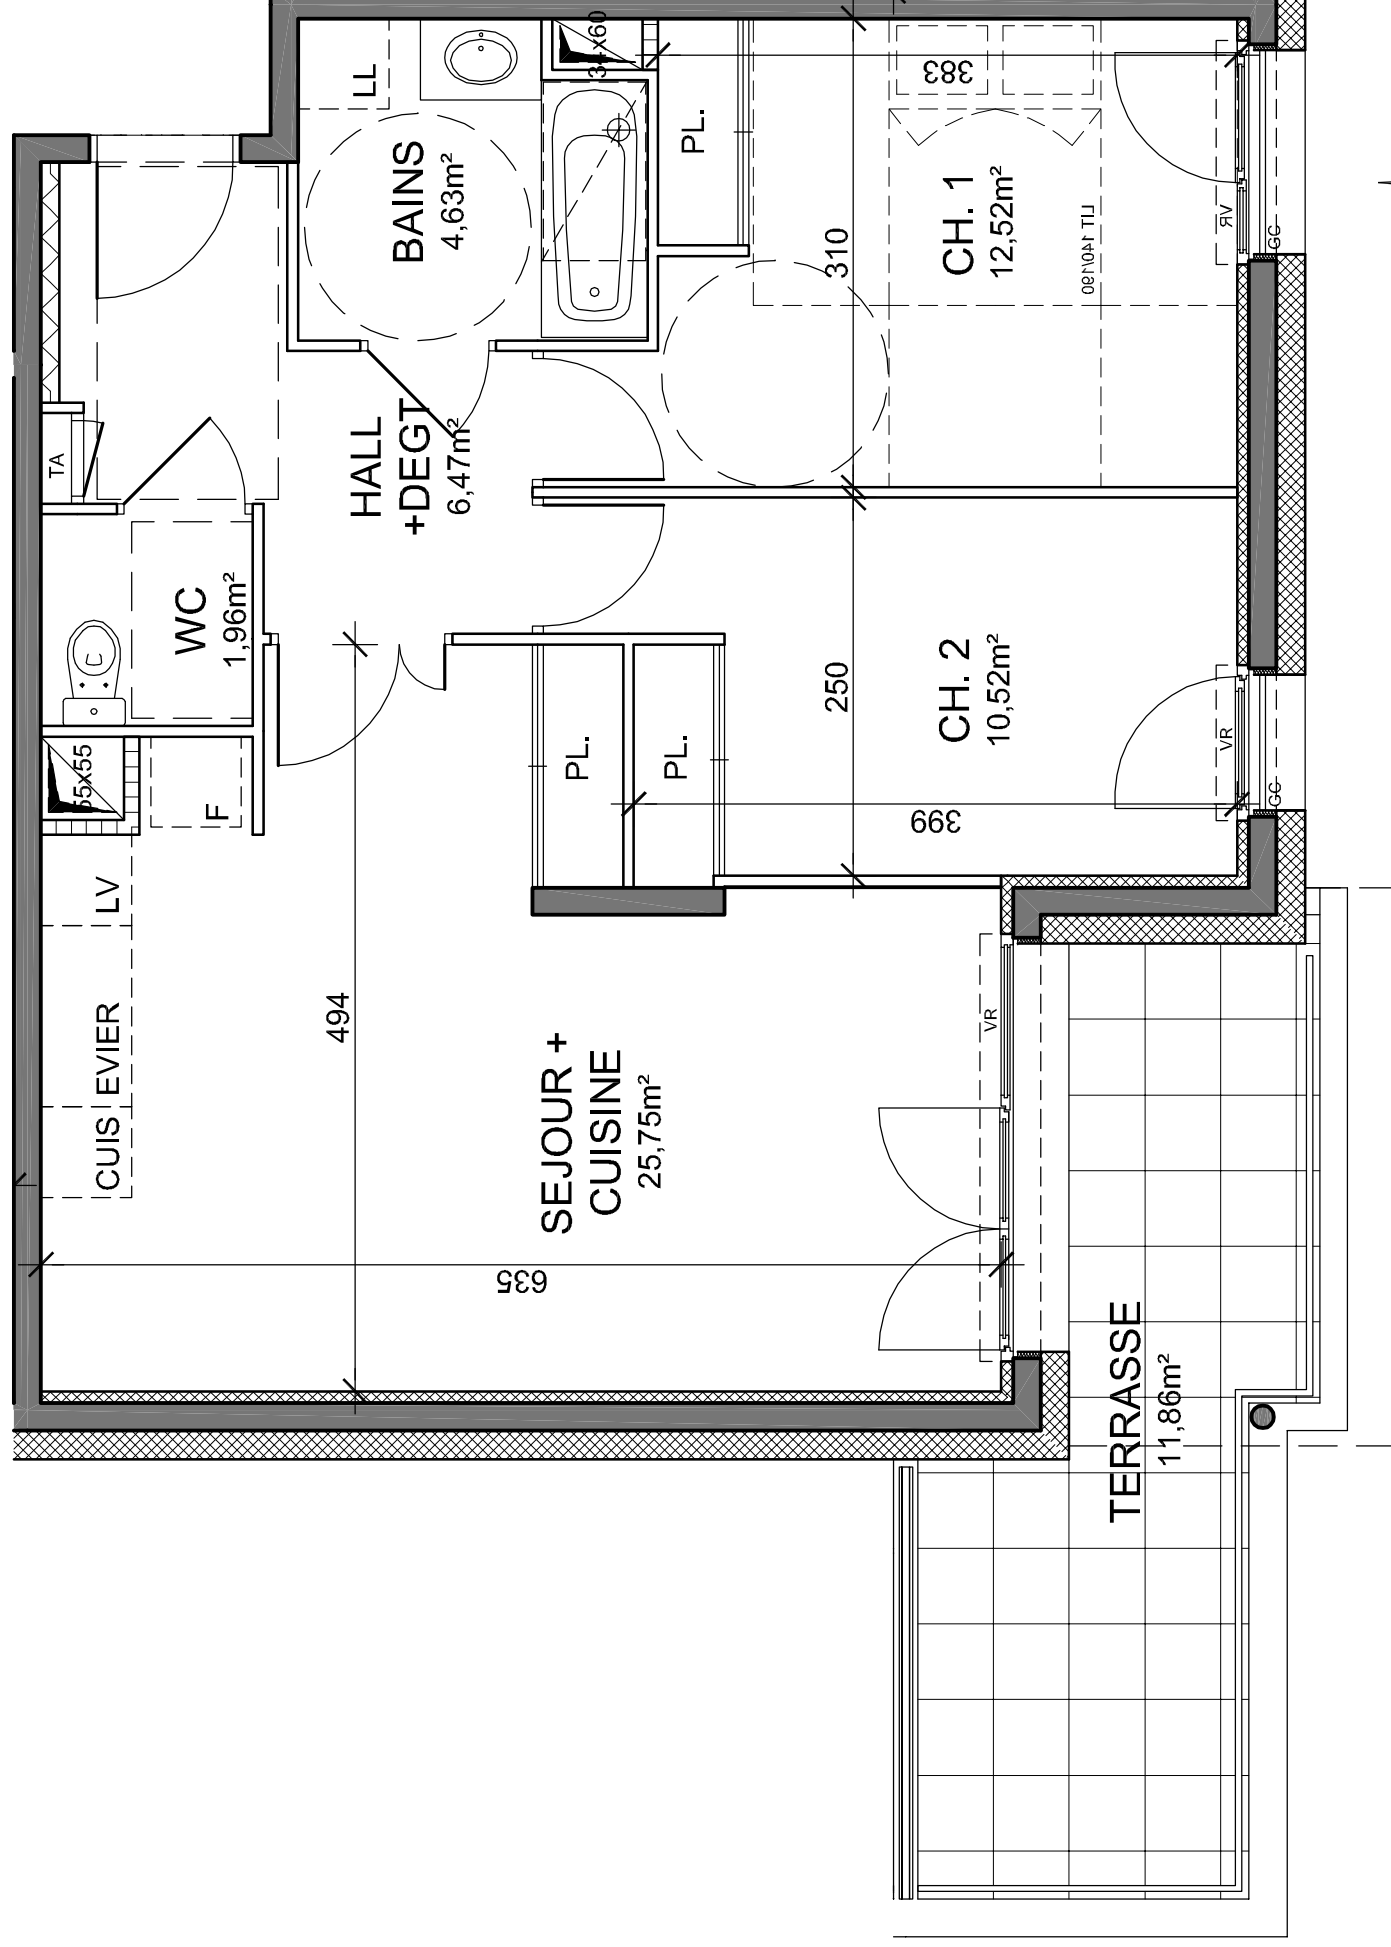 34x60
LL
PL.
383
BAINS
4,63m²
CH. 1
12,52m²
LIT 140/190
VR
GC
310
TA
HALL
+DEGT
6,47m²
WC
1,96m²
250
CH. 2
10,52m²
VR
GC
55x55
F
PL.
PL.
399
LV
EVIER
CUIS
494
SEJOUR +
CUISINE
25,75m²
VR
635
TERRASSE
11,86m²